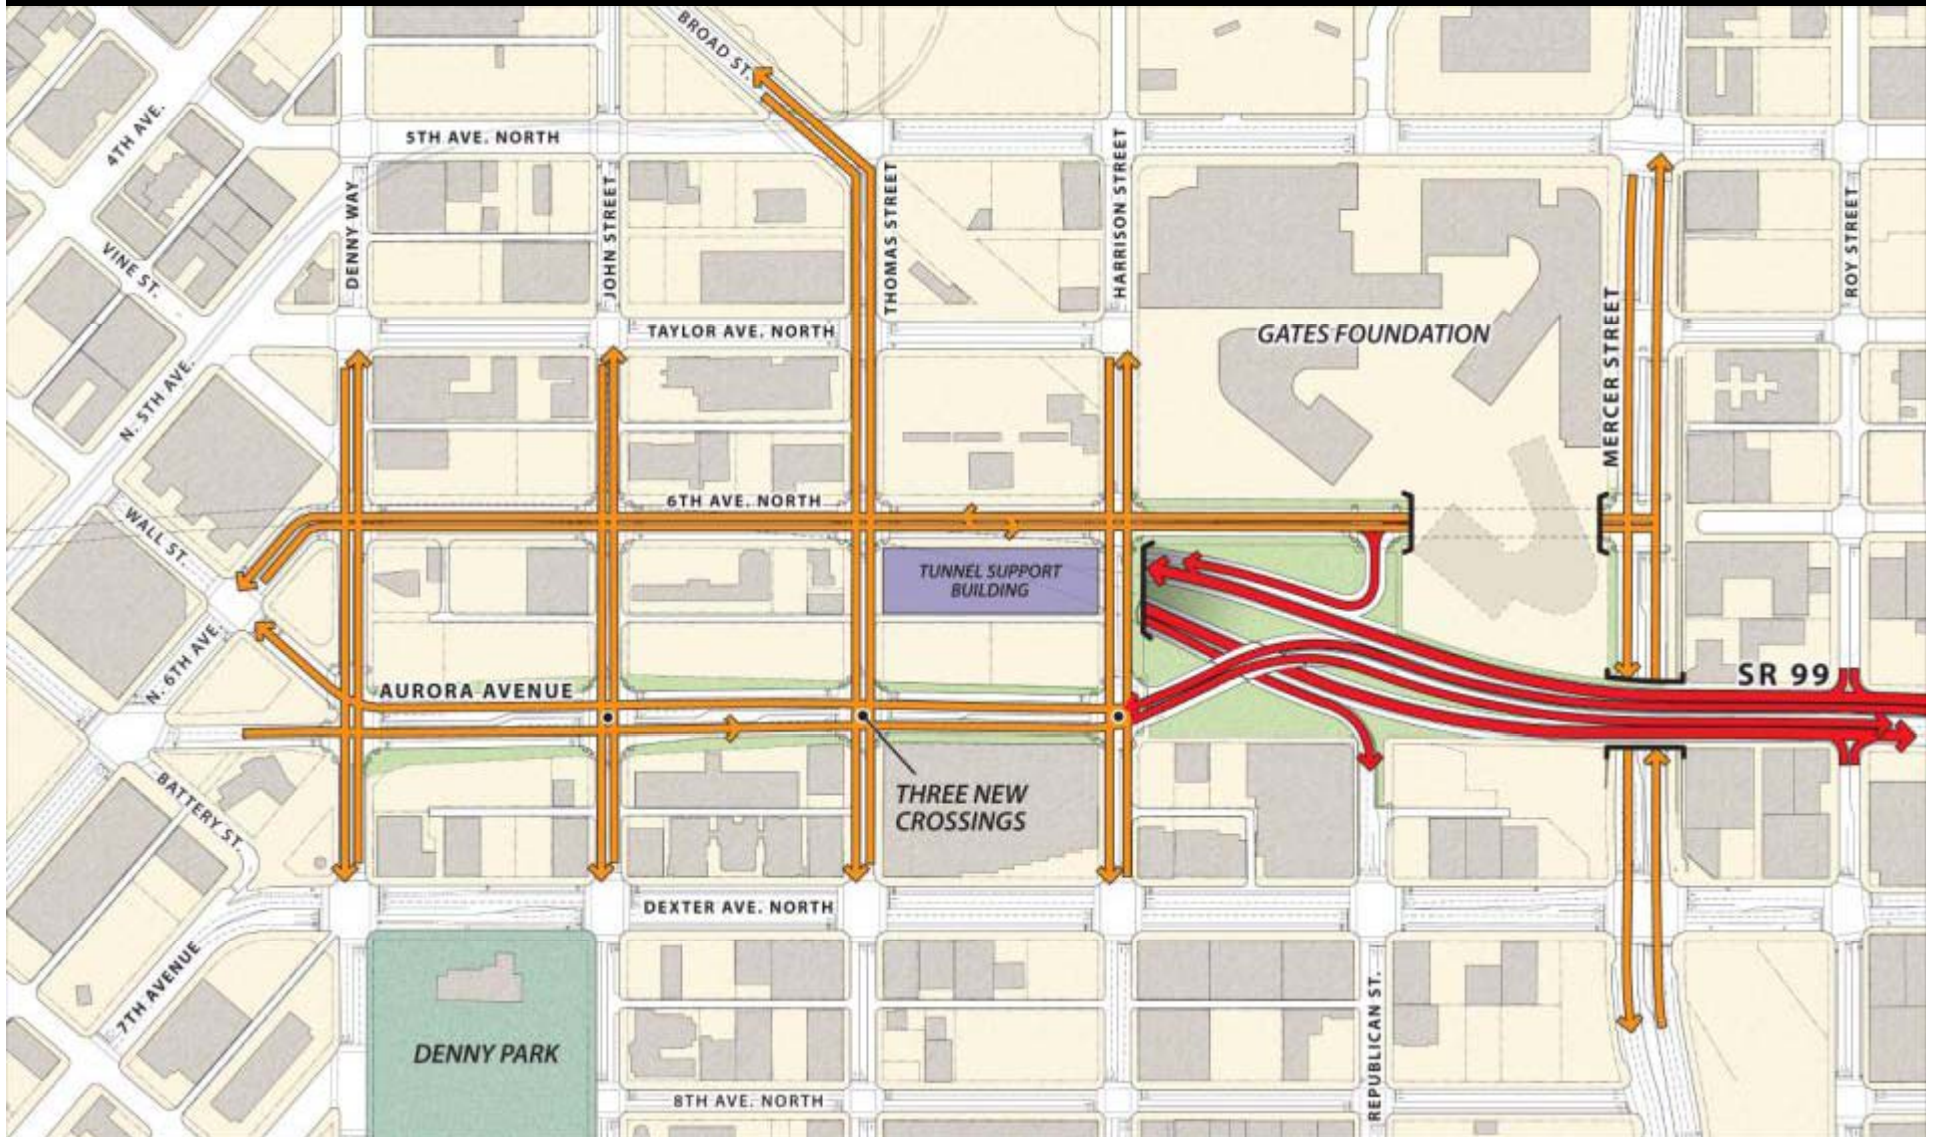 BROAD ST.
4TH AVE.
5TH AVE. NORTH
DENNY WAY
JOHN STREET
THOMAS STREET
HARRISON STREET
ROY STREET
VINE ST.
TAYLOR AVE. NORTH
GATES FOUNDATION
MERCER STREET
N. 5TH AVE.
6TH AVE. NORTH
WALL ST.
TUNNEL SUPPORT
BUILDING
N. 6TH AVE.
AURORA AVENUE
SR 99
BATTERY ST.
THREE NEW
CROSSINGS
DEXTER AVE. NORTH
7TH AVENUE
DENNY PARK
REPUBLICAN ST.
8TH AVE. NORTH